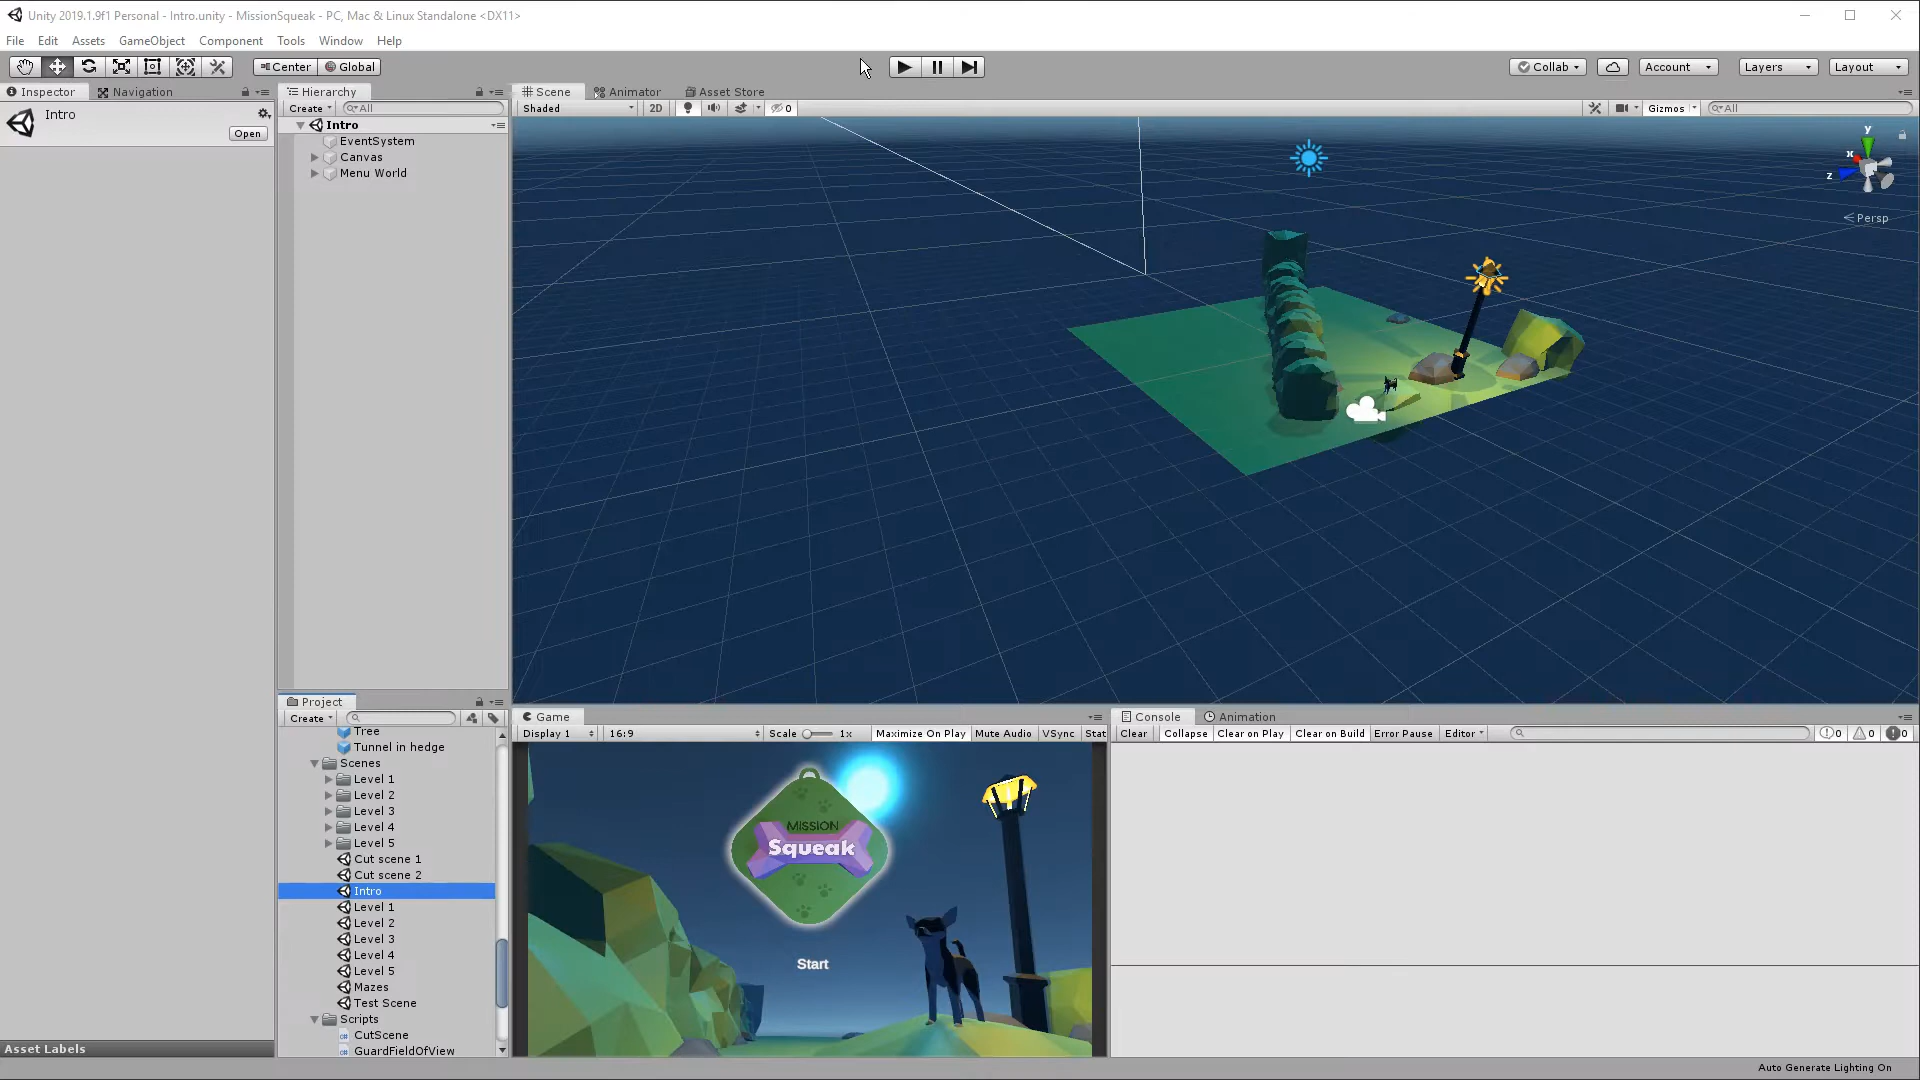 Unity 2019.1.9f1 Personal - Intro.unity - MissionSqueak - PC, Mac & Linux Standalone <DX11>
File Edit Assets GameObject Component Tools Window Help
Center Global Collab Account Layers Layout
Inspector Navigation
Intro
Open
Asset Labels
Hierarchy
Create All
Intro
EventSystem
Canvas
Menu World
Scene Animator Asset Store
Shaded 2D 0 Gizmos All
y
x
z
Persp
Project
Create
Tree
Tunnel in hedge
Scenes
Level 1
Level 2
Level 3
Level 4
Level 5
Cut scene 1
Cut scene 2
Intro
Level 1
Level 2
Level 3
Level 4
Level 5
Mazes
Test Scene
Scripts
CutScene
GuardFieldOfView
Game
Display 1 16:9 Scale 1x Maximize On Play Mute Audio VSync Stat
MISSION
Squeak
Start
Console Animation
Clear Collapse Clear on Play Clear on Build Error Pause Editor 0 0 0
Auto Generate Lighting On